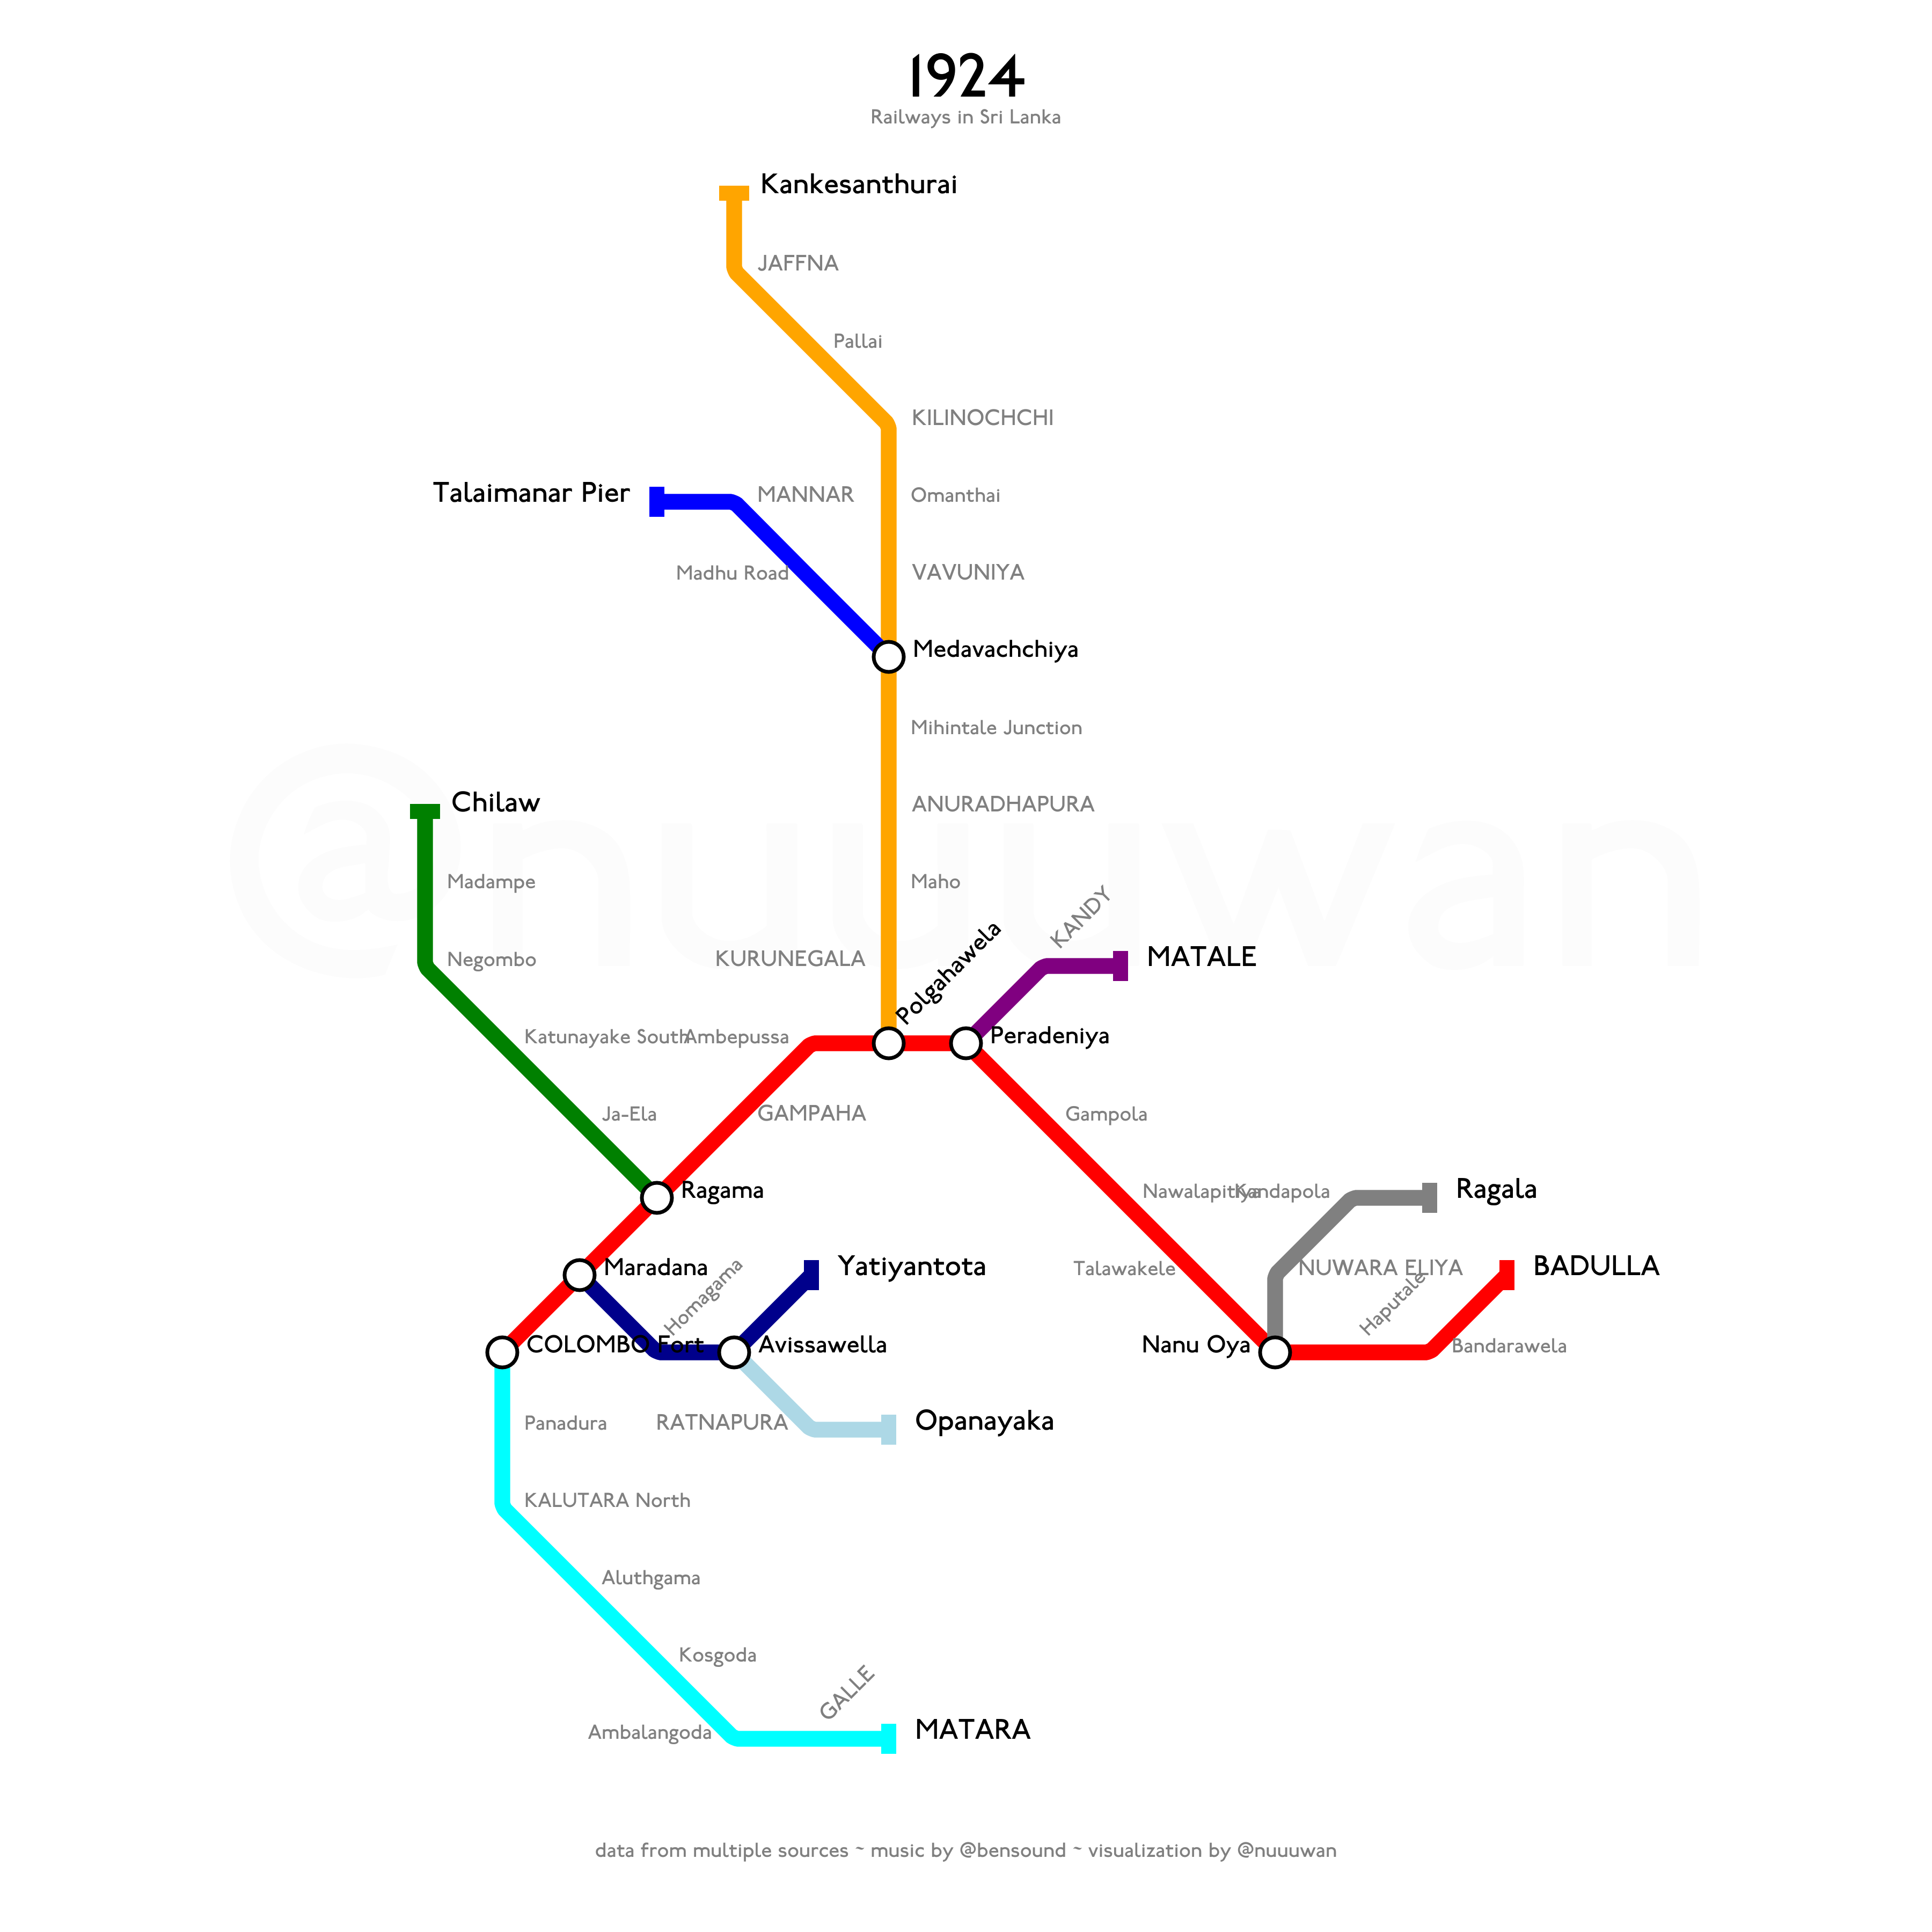 1924
Railways in Sri Lanka
Kankesanthurai
JAFFNA
Pallai
KILINOCHCHI
Talaimanar Pier
MANNAR
Omanthai
Madhu Road
VAVUNIYA
Medavachchiya
Mihintale Junction
Chilaw
ANURADHAPURA
@nuuuwan
Madampe
Maho
KANDY
Negombo
KURUNEGALA
Polgahawela
MATALE
Katunayake South
Ambepussa
Peradeniya
Ja-Ela
GAMPAHA
Gampola
Ragama
Nawalapitiya
Kandapola
Ragala
Maradana
Homagama
Yatiyantota
Talawakele
NUWARA ELIYA
Haputale
BADULLA
COLOMBO Fort
Avissawella
Nanu Oya
Bandarawela
Panadura
RATNAPURA
Opanayaka
KALUTARA North
Aluthgama
Kosgoda
GALLE
Ambalangoda
MATARA
data from multiple sources ~ music by @bensound ~ visualization by @nuuuwan